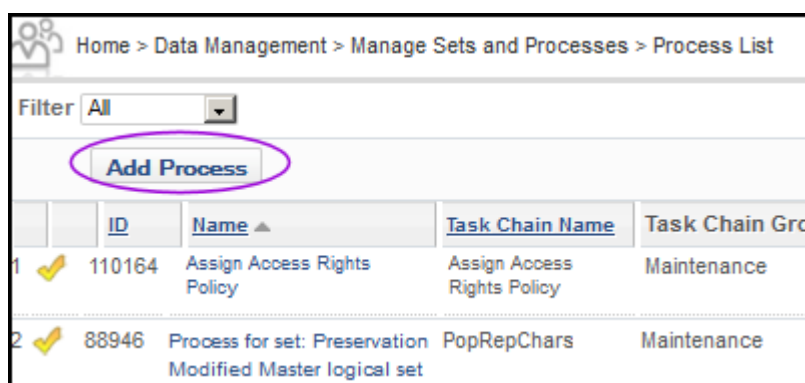 Home > Data Management > Manage Sets and Processes > Process List
Filter All
Add Process
ID Name Task Chain Name Task Chain Gro
1 110164 Assign Access Rights Policy Assign Access Rights Policy Maintenance
2 88946 Process for set: Preservation Modified Master logical set PopRepChars Maintenance